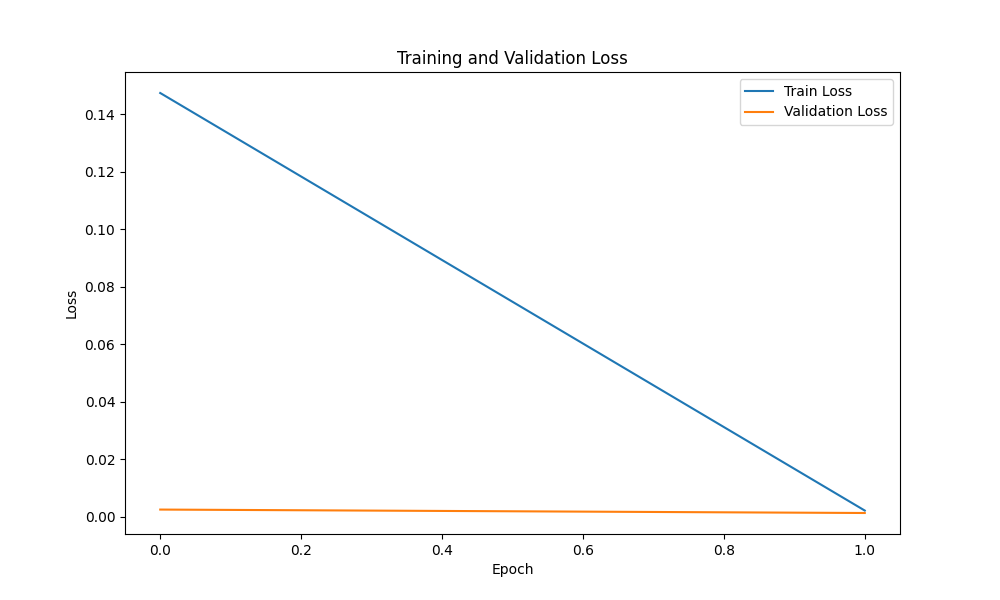 Training and Validation Loss
Train Loss
Validation Loss
0.14
0.12
0.10
0.08
0.06
0.04
0.02
0.00
Loss
0.0 0.2 0.4 0.6 0.8 1.0
Epoch